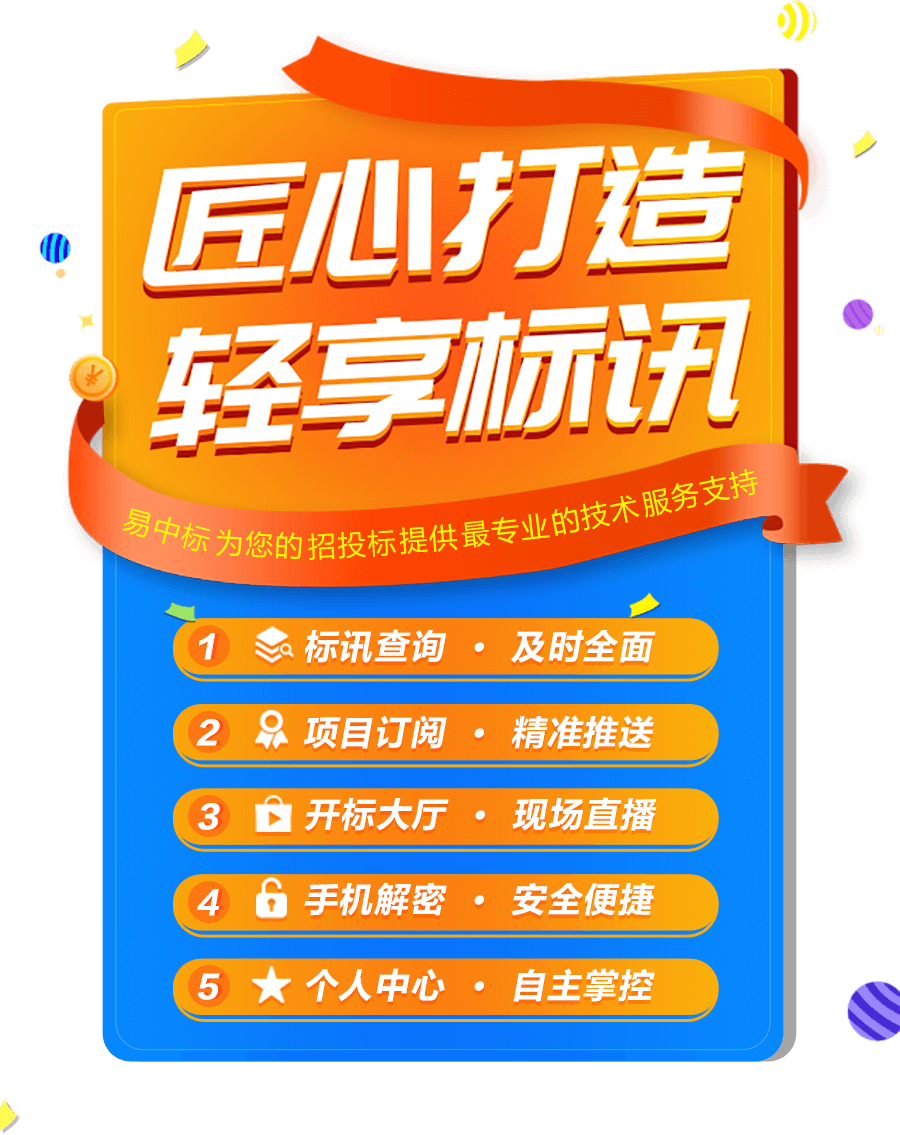 匠心打造
轻享标讯
易中标为您的招投标提供最专业的技术服务支持
1 标讯查询 · 及时全面
2 项目订阅 · 精准推送
3 开标大厅 · 现场直播
4 手机解密 · 安全便捷
5 个人中心 · 自主掌控